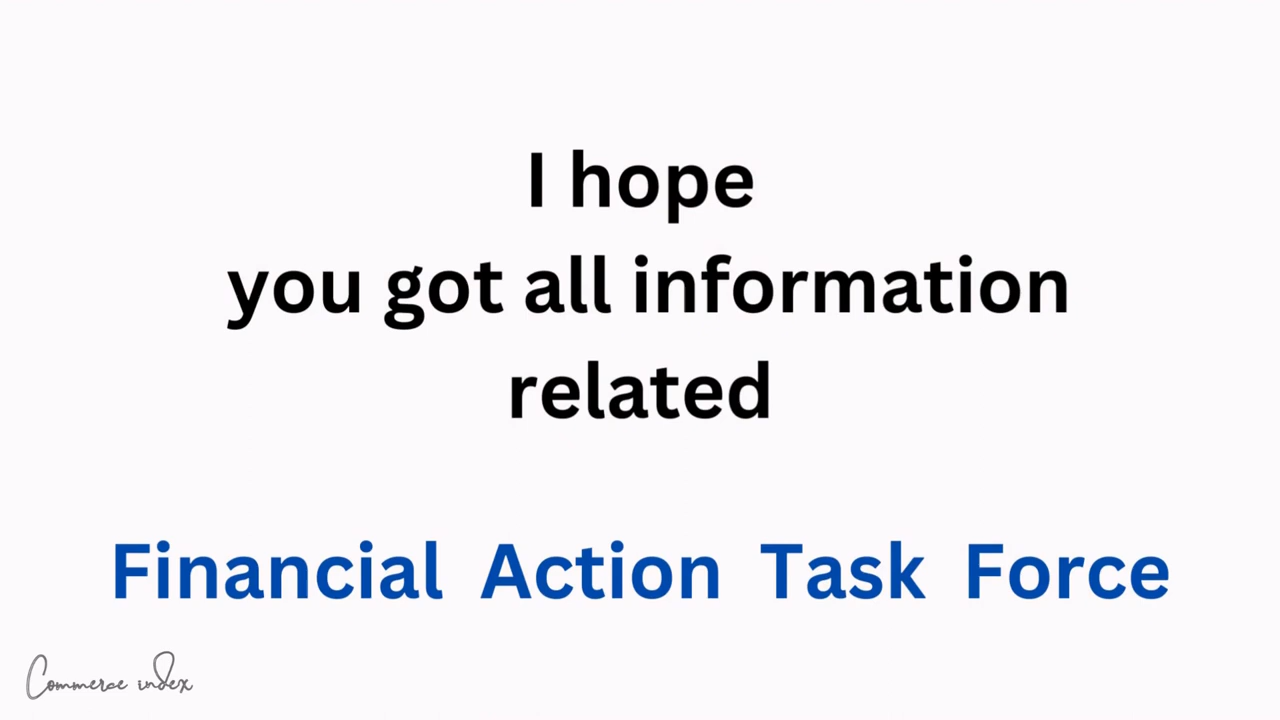 I hope
you got all information
related
Financial Action Task Force
Commerce index